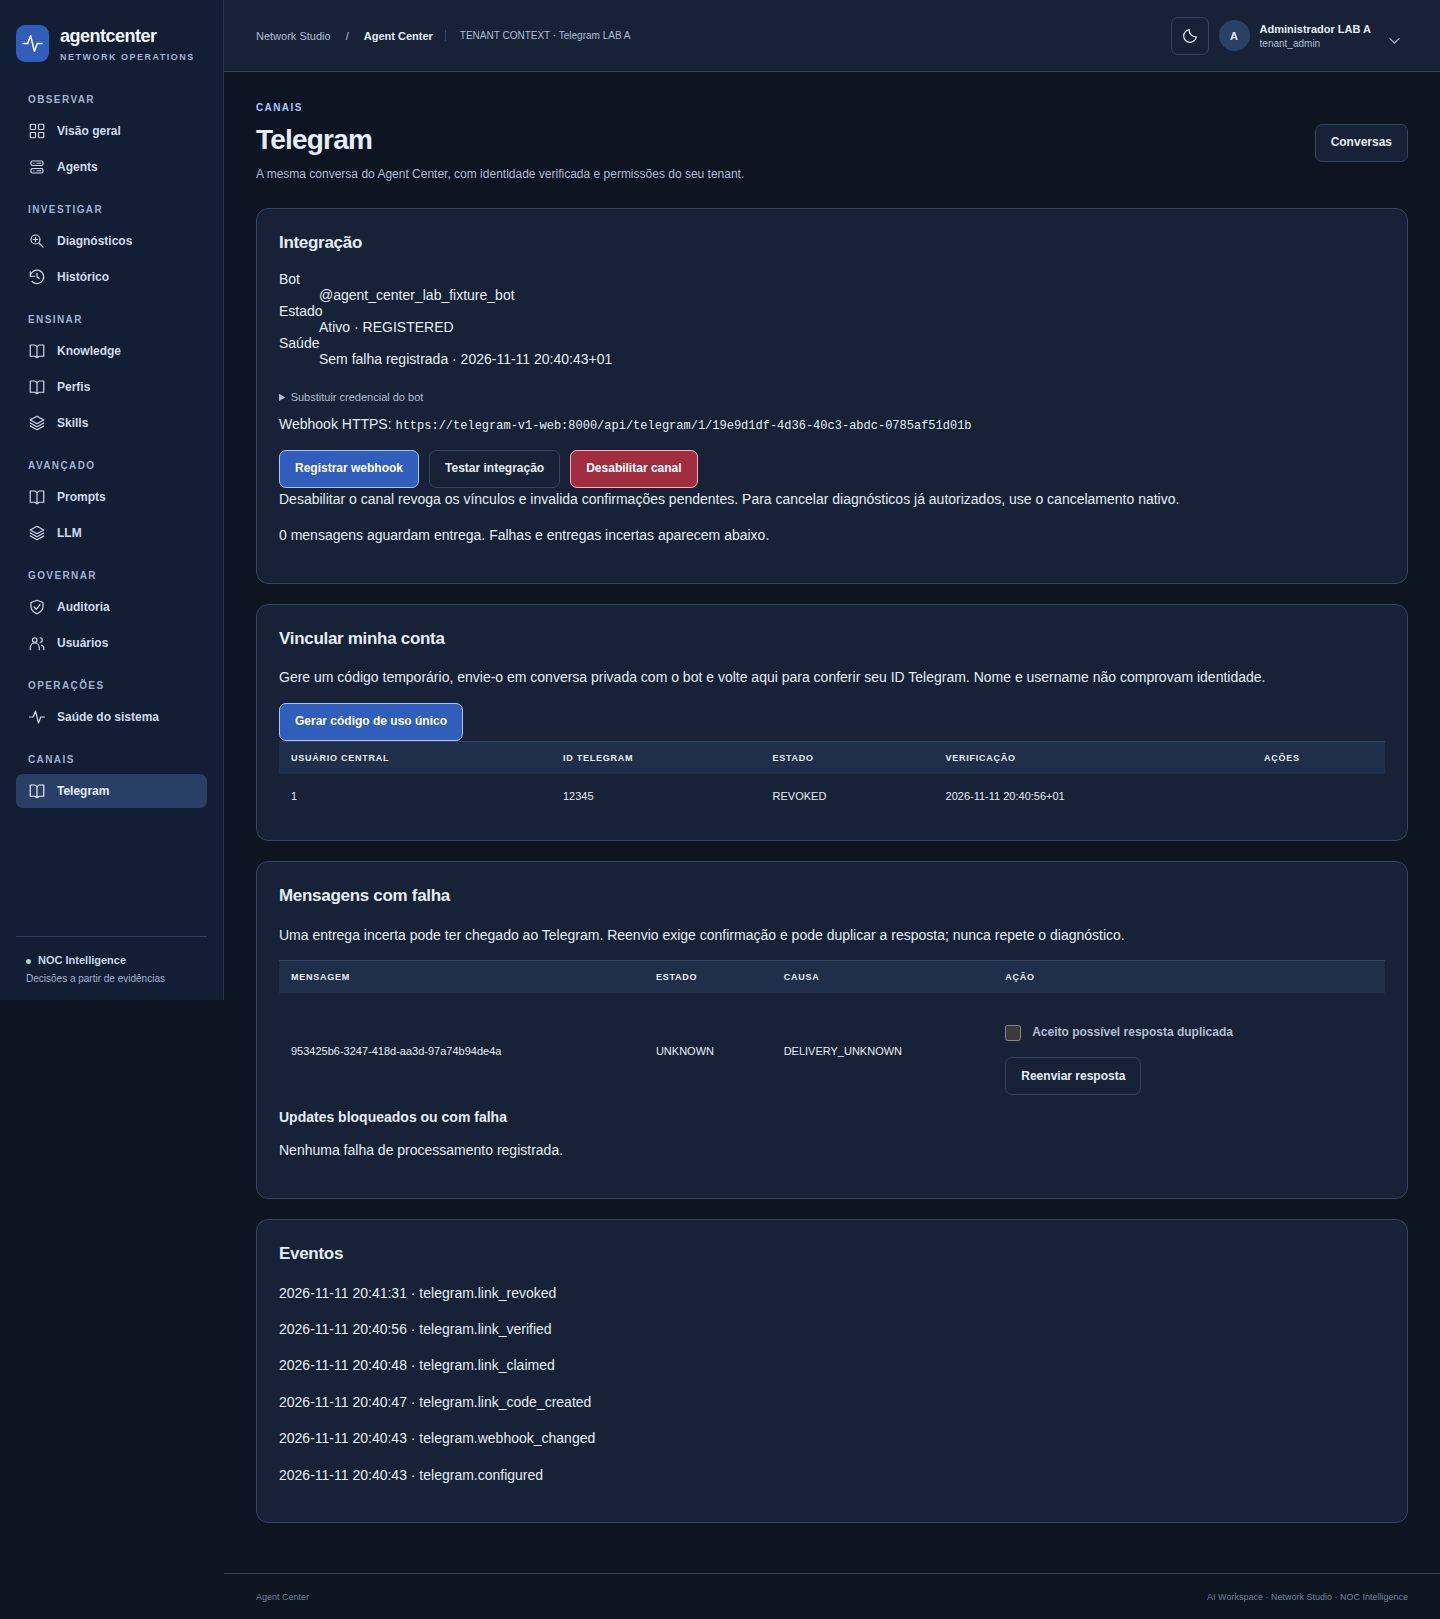 agentcenter
NETWORK OPERATIONS
OBSERVAR
Visão geral
Agents
INVESTIGAR
Diagnósticos
Histórico
ENSINAR
Knowledge
Perfis
Skills
AVANÇADO
Prompts
LLM
GOVERNAR
Auditoria
Usuários
OPERAÇÕES
Saúde do sistema
CANAIS
Telegram
NOC Intelligence
Decisões a partir de evidências
Network Studio / Agent Center TENANT CONTEXT · Telegram LAB A
A
Administrador LAB A
tenant_admin
CANAIS
Telegram
A mesma conversa do Agent Center, com identidade verificada e permissões do seu tenant.
Conversas
Integração
Bot
@agent_center_lab_fixture_bot
Estado
Ativo · REGISTERED
Saúde
Sem falha registrada · 2026-11-11 20:40:43+01
Substituir credencial do bot
Webhook HTTPS: https://telegram-v1-web:8000/api/telegram/1/19e9d1df-4d36-40c3-abdc-0785af51d01b
Registrar webhook Testar integração Desabilitar canal
Desabilitar o canal revoga os vínculos e invalida confirmações pendentes. Para cancelar diagnósticos já autorizados, use o cancelamento nativo.
0 mensagens aguardam entrega. Falhas e entregas incertas aparecem abaixo.
Vincular minha conta
Gere um código temporário, envie-o em conversa privada com o bot e volte aqui para conferir seu ID Telegram. Nome e username não comprovam identidade.
Gerar código de uso único
USUÁRIO CENTRAL ID TELEGRAM ESTADO VERIFICAÇÃO AÇÕES
1 12345 REVOKED 2026-11-11 20:40:56+01
Mensagens com falha
Uma entrega incerta pode ter chegado ao Telegram. Reenvio exige confirmação e pode duplicar a resposta; nunca repete o diagnóstico.
MENSAGEM ESTADO CAUSA AÇÃO
953425b6-3247-418d-aa3d-97a74b94de4a UNKNOWN DELIVERY_UNKNOWN
Aceito possível resposta duplicada
Reenviar resposta
Updates bloqueados ou com falha
Nenhuma falha de processamento registrada.
Eventos
2026-11-11 20:41:31 · telegram.link_revoked
2026-11-11 20:40:56 · telegram.link_verified
2026-11-11 20:40:48 · telegram.link_claimed
2026-11-11 20:40:47 · telegram.link_code_created
2026-11-11 20:40:43 · telegram.webhook_changed
2026-11-11 20:40:43 · telegram.configured
Agent Center
AI Workspace · Network Studio · NOC Intelligence